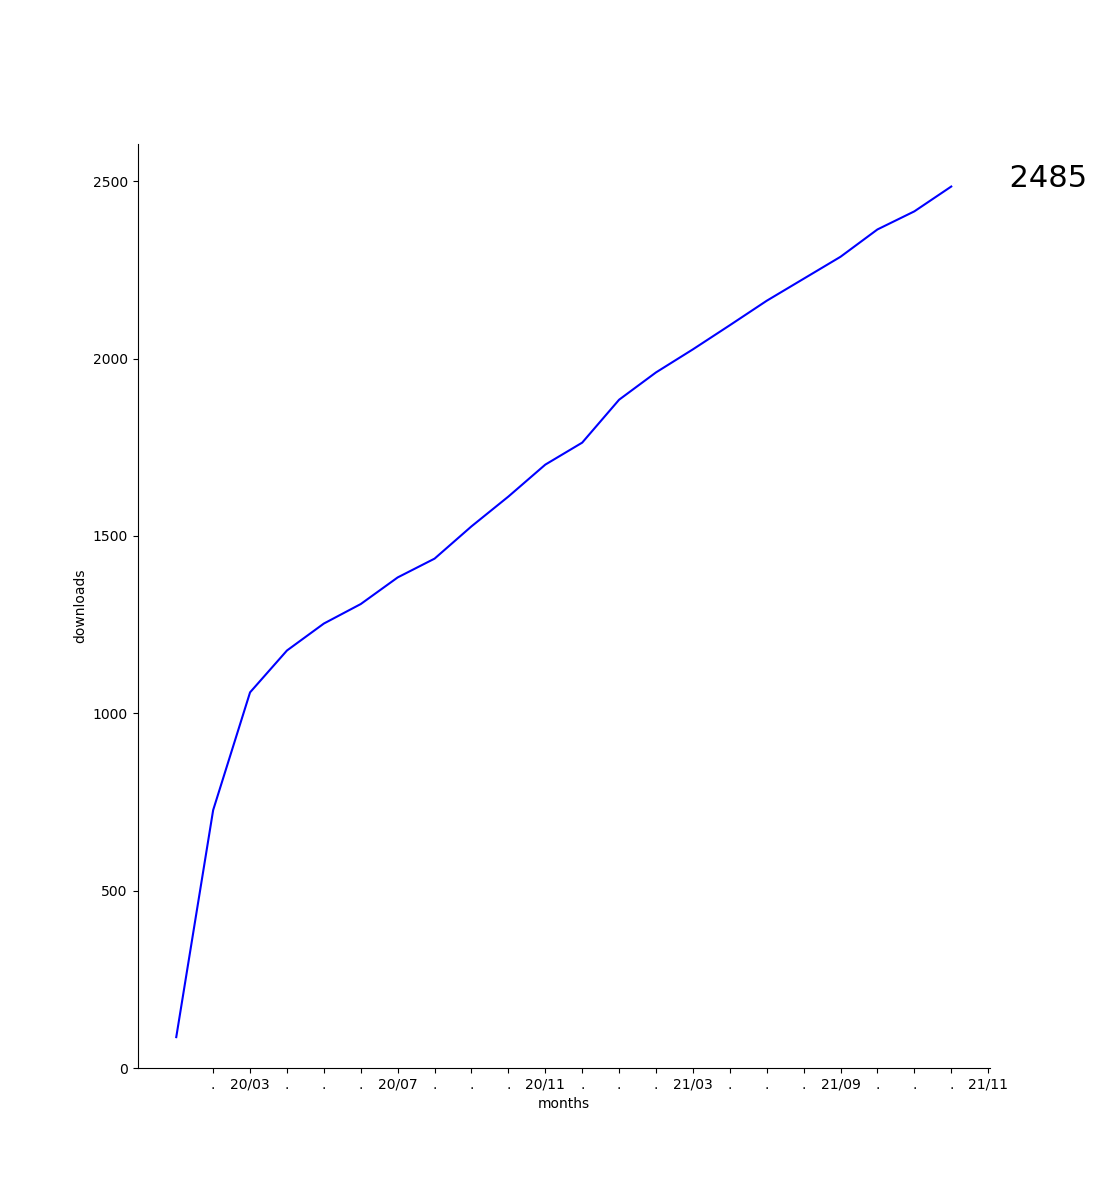 2485
2500
2000
1500
1000
500
0
downloads
. 20/03 . . . 20/07 . . . 20/11 . . . 21/03 . . . 21/09 . . . 21/11
months